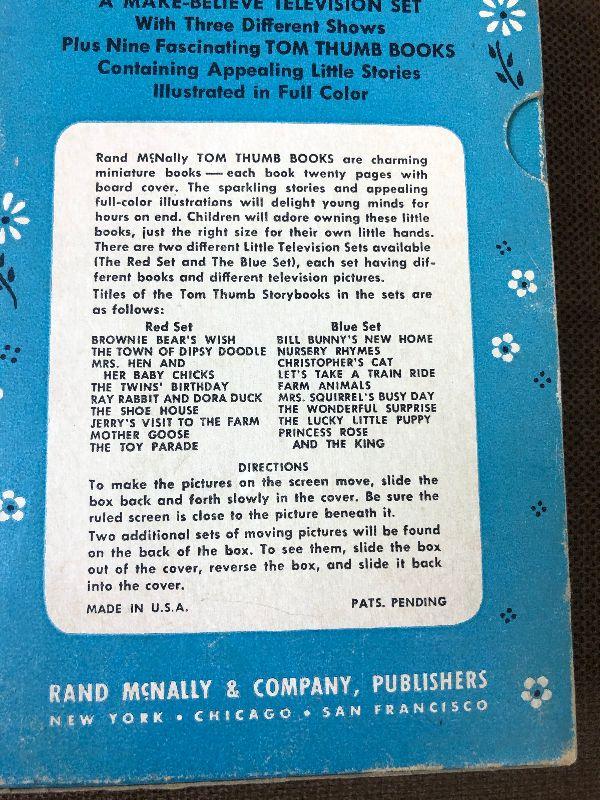 A MAKE-BELIEVE TELEVISION SET
With Three Different Shows
Plus Nine Fascinating TOM THUMB BOOKS
Containing Appealing Little Stories
Illustrated in Full Color
Rand McNally TOM THUMB BOOKS are charming
miniature books — each book twenty pages with
board cover. The sparkling stories and appealing
full-color illustrations will delight young minds for
hours on end. Children will adore owning these little
books, just the right size for their own little hands.
There are two different Little Television Sets available
(The Red Set and The Blue Set), each set having dif-
ferent books and different television pictures.
Titles of the Tom Thumb Storybooks in the sets are
as follows:
Red Set
BROWNIE BEAR'S WISH
THE TOWN OF DIPSY DOODLE
MRS. HEN AND
HER BABY CHICKS
THE TWINS' BIRTHDAY
RAY RABBIT AND DORA DUCK
THE SHOE HOUSE
JERRY'S VISIT TO THE FARM
MOTHER GOOSE
THE TOY PARADE
Blue Set
BILL BUNNY'S NEW HOME
NURSERY RHYMES
CHRISTOPHER'S CAT
LET'S TAKE A TRAIN RIDE
FARM ANIMALS
MRS. SQUIRREL'S BUSY DAY
THE WONDERFUL SURPRISE
THE LUCKY LITTLE PUPPY
PRINCESS ROSE
AND THE KING
DIRECTIONS
To make the pictures on the screen move, slide the
box back and forth slowly in the cover. Be sure the
ruled screen is close to the picture beneath it.
Two additional sets of moving pictures will be found
on the back of the box. To see them, slide the box
out of the cover, reverse the box, and slide it back
into the cover.
MADE IN U.S.A. PATS. PENDING
RAND McNALLY & COMPANY, PUBLISHERS
NEW YORK • CHICAGO • SAN FRANCISCO